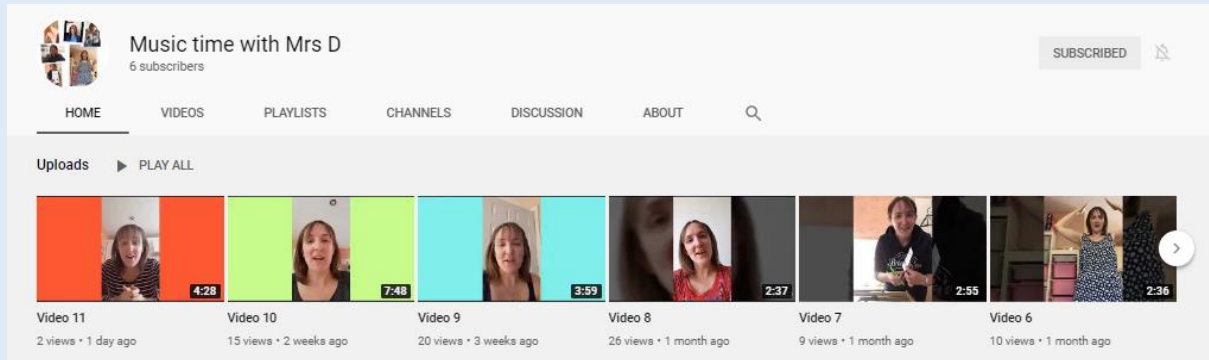 Music time with Mrs D
6 subscribers
SUBSCRIBED
HOME VIDEOS PLAYLISTS CHANNELS DISCUSSION ABOUT
Uploads PLAY ALL
4:28 7:48 3:59 2:37 2:55 2:36
Video 11 Video 10 Video 9 Video 8 Video 7 Video 6
2 views • 1 day ago 15 views • 2 weeks ago 20 views • 3 weeks ago 26 views • 1 month ago 9 views • 1 month ago 10 views • 1 month ago